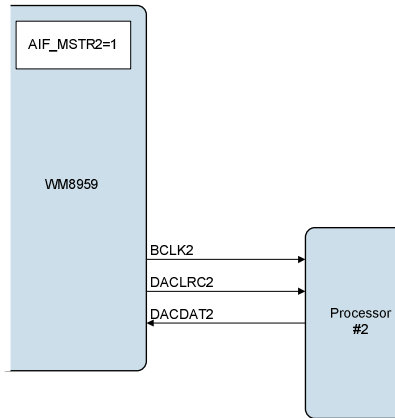 AIF_MSTR2=1
WM8959
BCLK2
DACLRC2
DACDAT2
Processor
#2